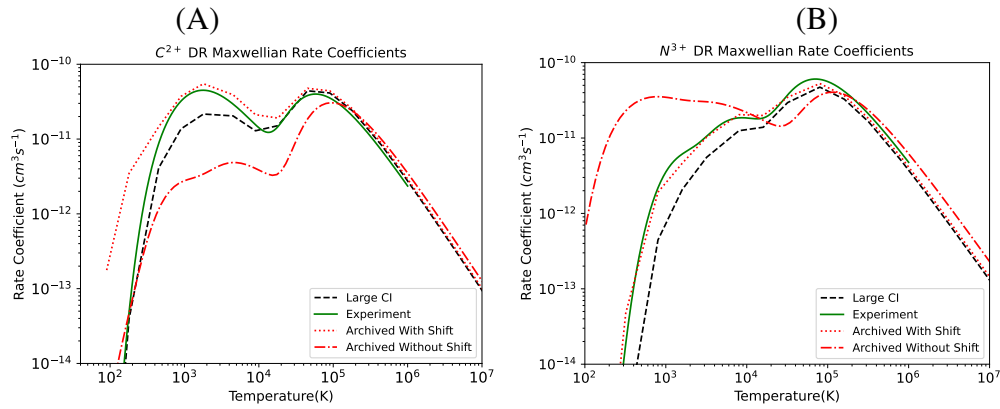 (A)
C²⁺ DR Maxwellian Rate Coefficients
Rate Coefficient (cm³s⁻¹)
10⁻¹⁰
10⁻¹¹
10⁻¹²
10⁻¹³
10⁻¹⁴
Large CI
Experiment
Archived With Shift
Archived Without Shift
10² 10³ 10⁴ 10⁵ 10⁶ 10⁷
Temperature(K)
(B)
N³⁺ DR Maxwellian Rate Coefficients
Rate Coefficient (cm³s⁻¹)
10⁻¹⁰
10⁻¹¹
10⁻¹²
10⁻¹³
10⁻¹⁴
Large CI
Experiment
Archived With Shift
Archived Without Shift
10² 10³ 10⁴ 10⁵ 10⁶ 10⁷
Temperature(K)